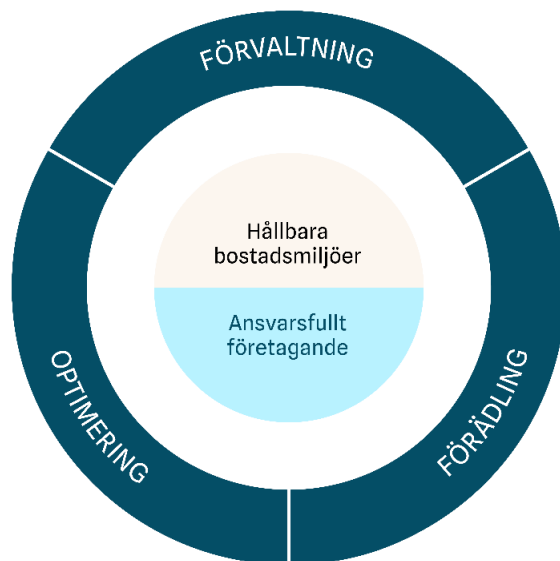 FÖRVALTNING
Hållbara
bostadsmiljöer
Ansvarsfullt
företagande
OPTIMERING
FÖRÄDLING